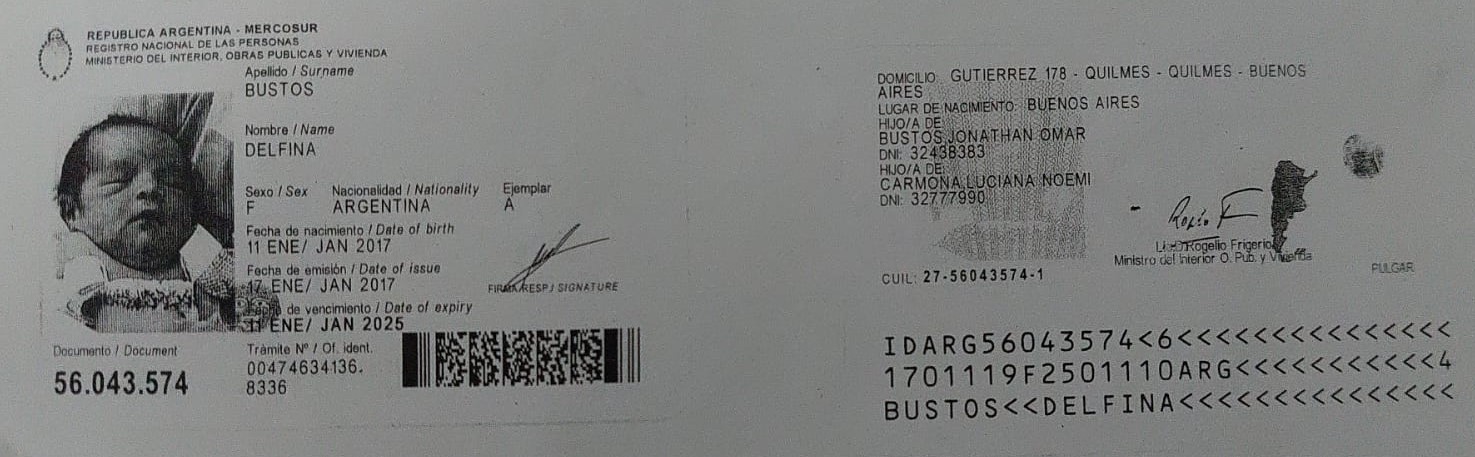 REPUBLICA ARGENTINA - MERCOSUR
REGISTRO NACIONAL DE LAS PERSONAS
MINISTERIO DEL INTERIOR, OBRAS PUBLICAS Y VIVIENDA
Apellido / Surname
BUSTOS
Nombre / Name
DELFINA
Sexo / Sex Nacionalidad / Nationality Ejemplar
F ARGENTINA A
Fecha de nacimiento / Date of birth
11 ENE/ JAN 2017
Fecha de emisión / Date of issue
17 ENE/ JAN 2017
FIRMA RESP./ SIGNATURE
Fecha de vencimiento / Date of expiry
11 ENE/ JAN 2025
Documento / Document
56.043.574
Trámite Nº / Of. ident.
00474634136.
8336
DOMICILIO: GUTIERREZ 178 - QUILMES - QUILMES - BUENOS
AIRES
LUGAR DE NACIMIENTO: BUENOS AIRES
HIJO/A DE:
BUSTOS,JONATHAN OMAR
DNI: 32438383
HIJO/A DE:
CARMONA,LUCIANA NOEMI
DNI: 32777990
Rogelio Frigerio
Ministro del Interior O. Pub. y Vivienda
PULGAR
CUIL: 27-56043574-1
IDARG56043574<6<<<<<<<<<<<<<<<
1701119F2501110ARG<<<<<<<<<<<4
BUSTOS<<DELFINA<<<<<<<<<<<<<<<